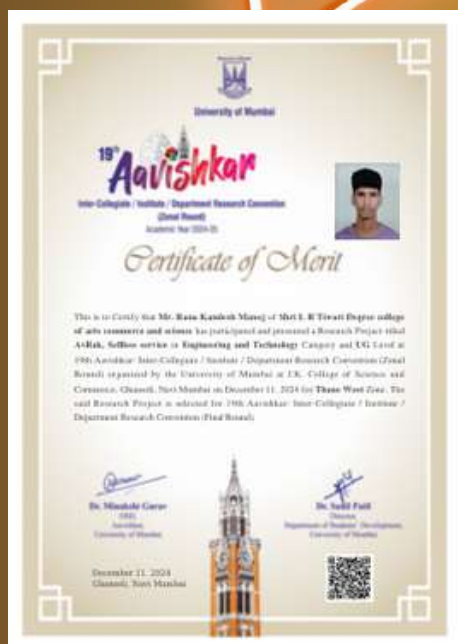 University of Mumbai
19th
Aavishkar
Inter-Collegiate / Institute / Department Research Convention
(Zonal Round)
Academic Year 2024-25
Certificate of Merit
This is to Certify that Mr. Rana Kamlesh Manoj of Shri L R Tiwari Degree college
of arts commerce and science has participated and presented a Research Project titled
Selfless service in Engineering and Technology Category and UG Level at
19th Aavishkar: Inter-Collegiate / Institute / Department Research Convention (Zonal
Round) organized by the University of Mumbai at I.K. College of Science and
Commerce, Ghansoli, Navi Mumbai on December 11, 2024 for Thane West Zone. The
said Research Project is selected for 19th Aavishkar: Inter-Collegiate / Institute /
Department Research Convention (Final Round).
Dr. Minakshi Gurav
Dr. Sunil Patil
OSD,
Director,
Aavishkar,
Department of Students' Development,
University of Mumbai
University of Mumbai
December 11, 2024
Ghansoli, Navi Mumbai